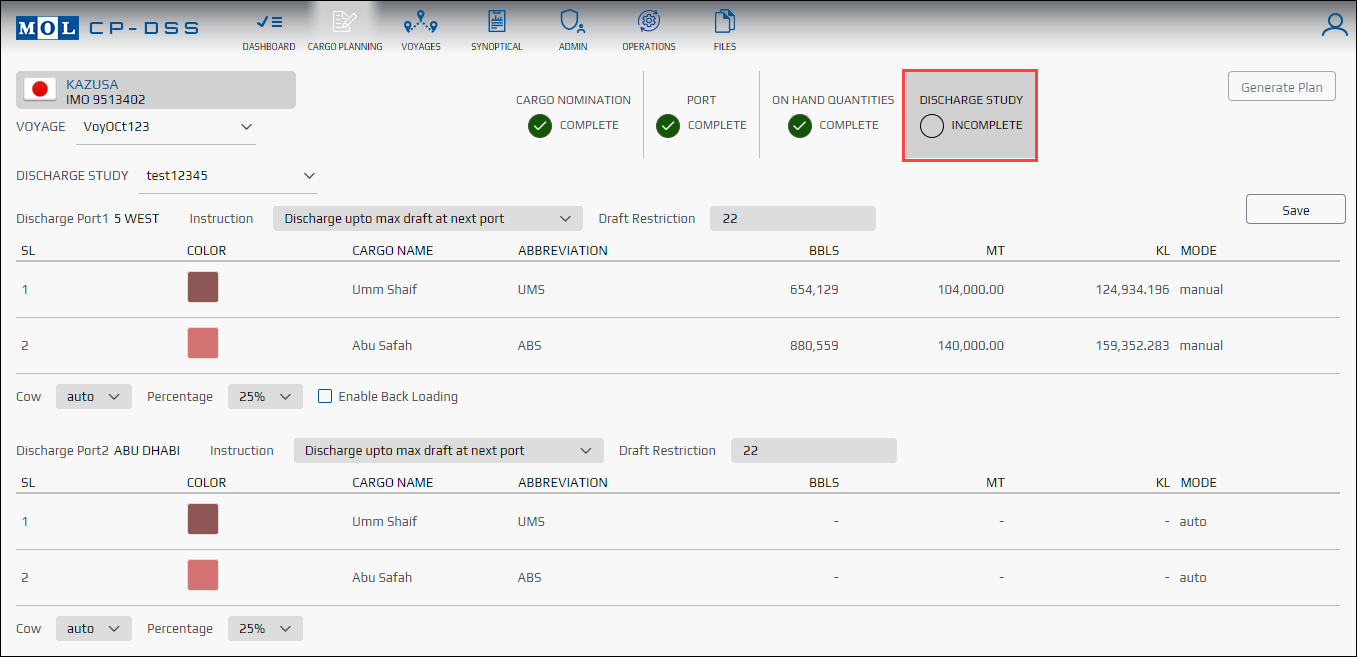 MOL CP-DSS
DASHBOARD CARGO PLANNING VOYAGES SYNOPTICAL ADMIN OPERATIONS FILES
KAZUSA
IMO 9513402
VOYAGE VoyOCt123
CARGO NOMINATION PORT ON HAND QUANTITIES DISCHARGE STUDY
COMPLETE COMPLETE COMPLETE INCOMPLETE
Generate Plan
DISCHARGE STUDY test12345
Save
Discharge Port1 5 WEST Instruction Discharge upto max draft at next port Draft Restriction 22
SL COLOR CARGO NAME ABBREVIATION BBLS MT KL MODE
1 Umm Shaif UMS 654,129 104,000.00 124,934.196 manual
2 Abu Safah ABS 880,559 140,000.00 159,352.283 manual
Cow auto Percentage 25% Enable Back Loading
Discharge Port2 ABU DHABI Instruction Discharge upto max draft at next port Draft Restriction 22
SL COLOR CARGO NAME ABBREVIATION BBLS MT KL MODE
1 Umm Shaif UMS - - - auto
2 Abu Safah ABS - - - auto
Cow auto Percentage 25%